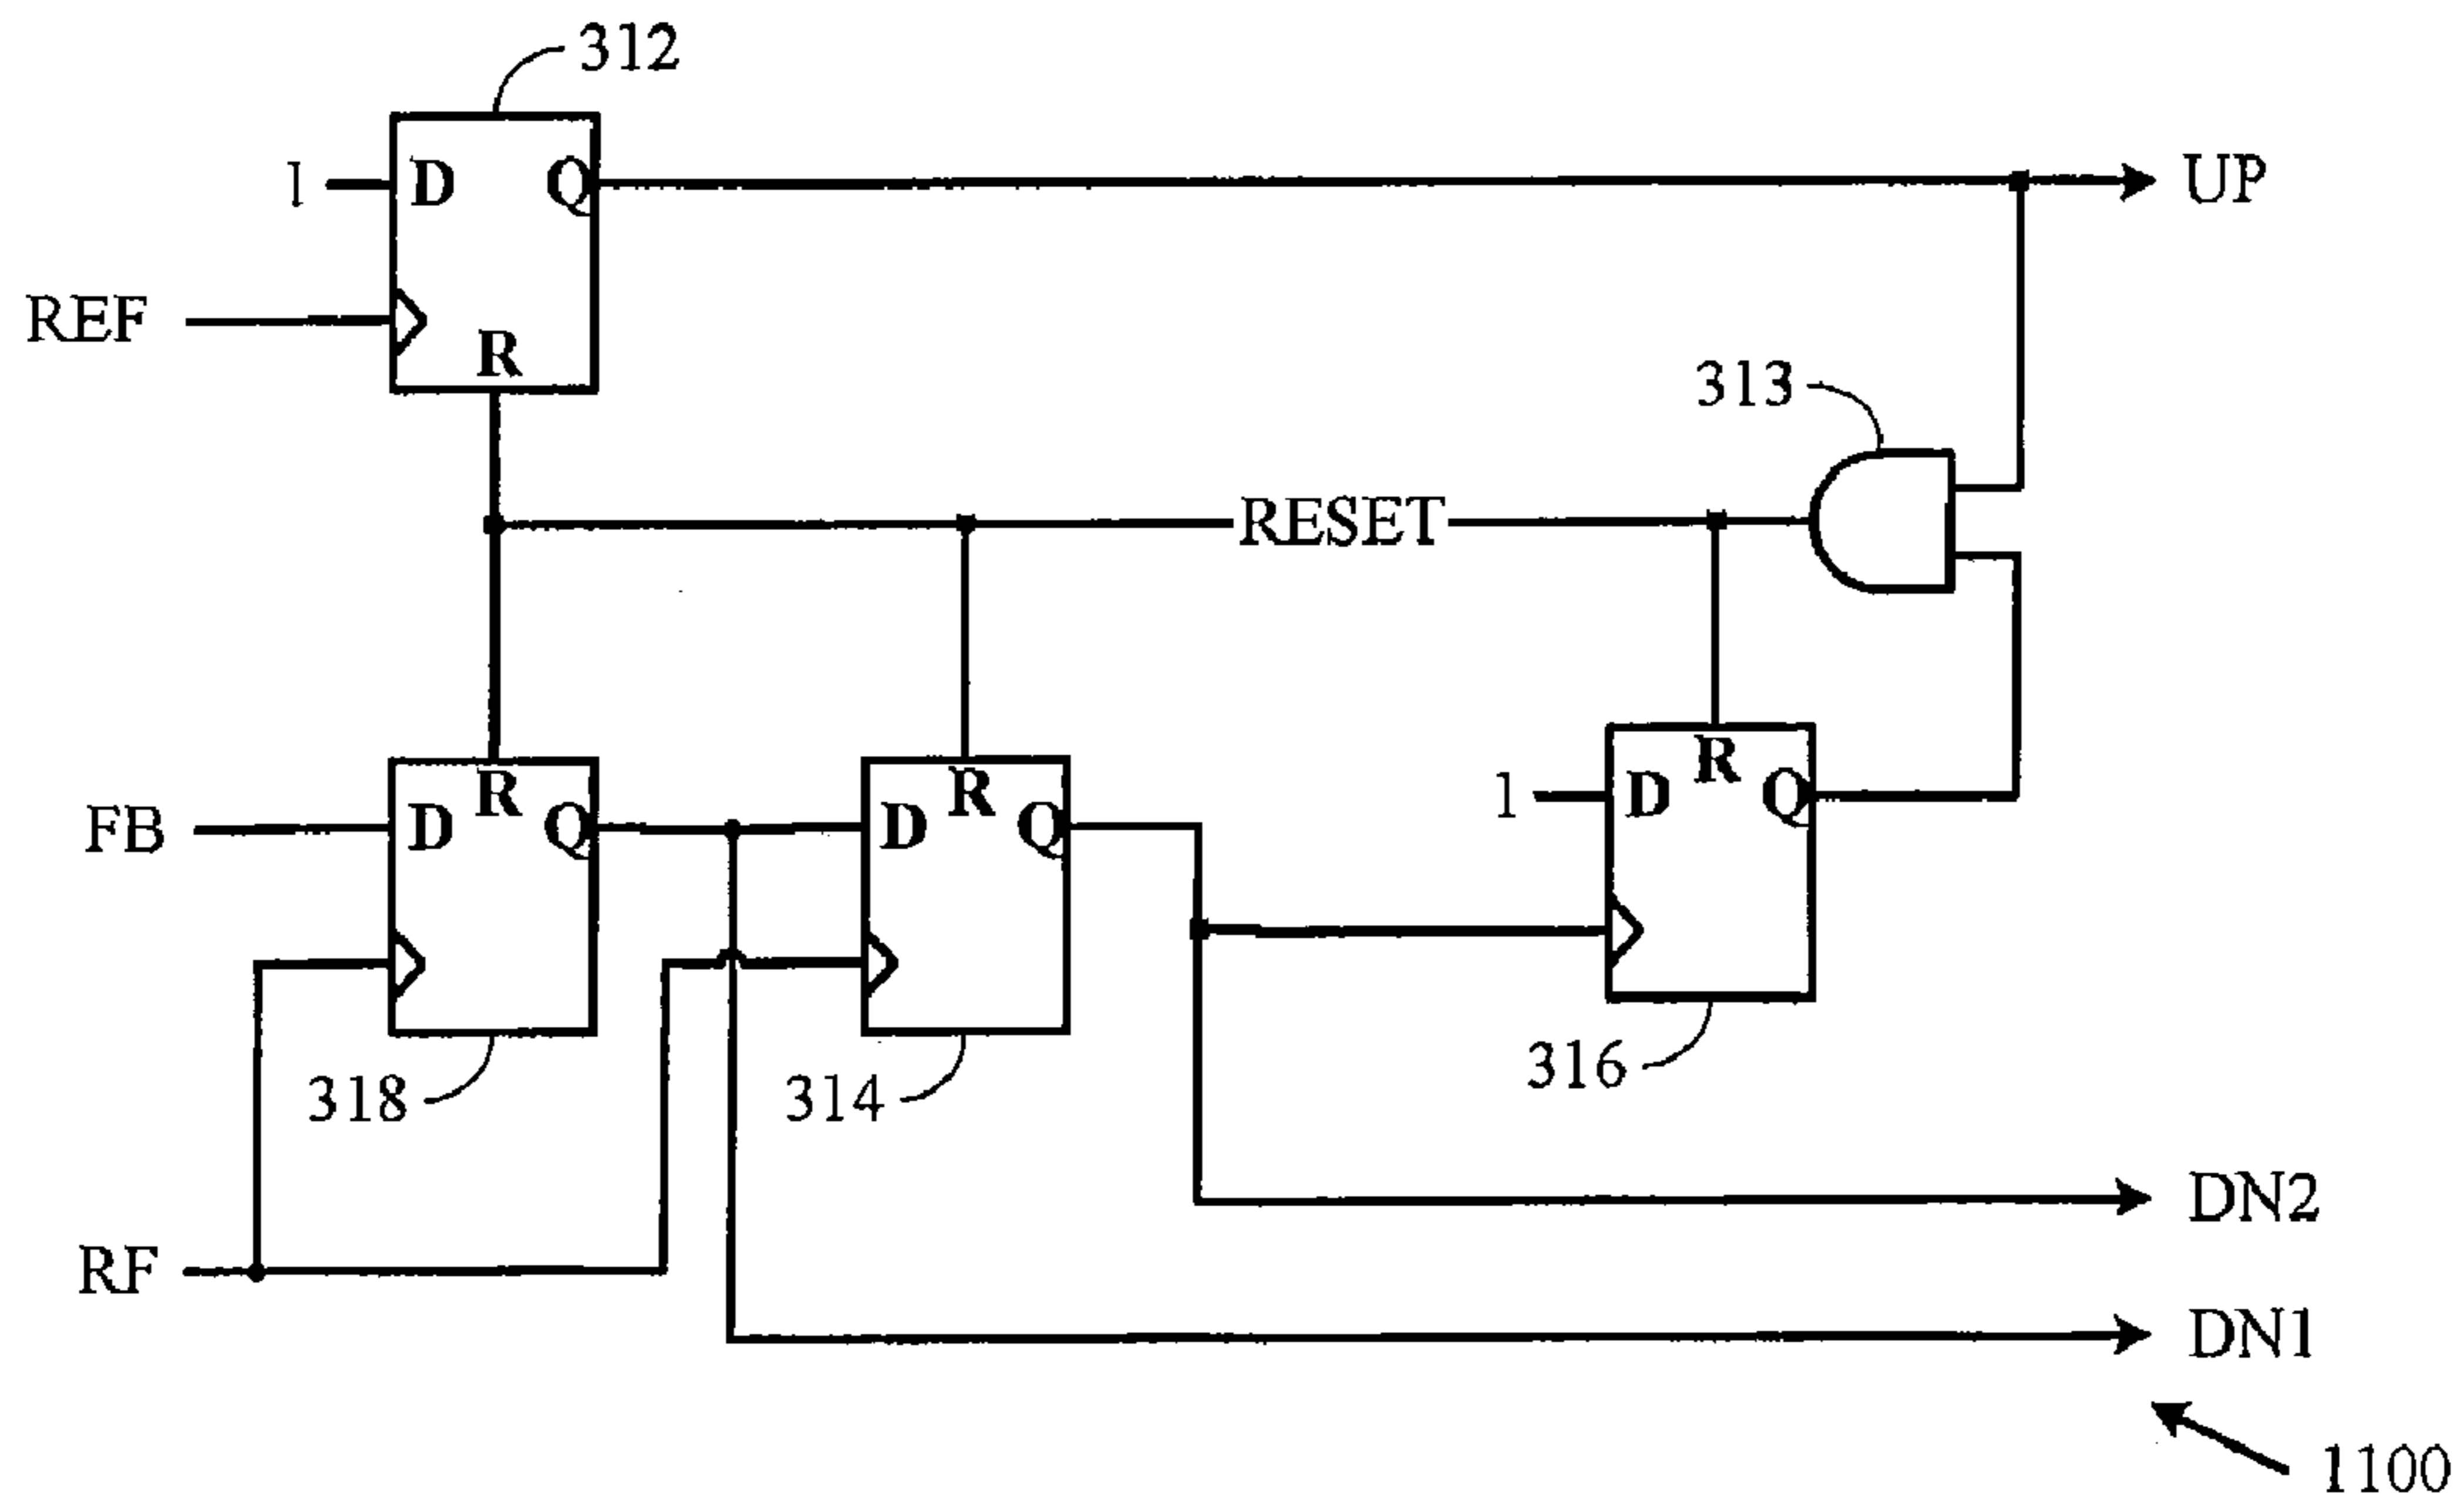 312
1
D
Q
UP
REF
R
313
RESET
FB
D
R
Q
D
R
Q
1
D
R
Q
318
314
316
DN2
RF
DN1
1100